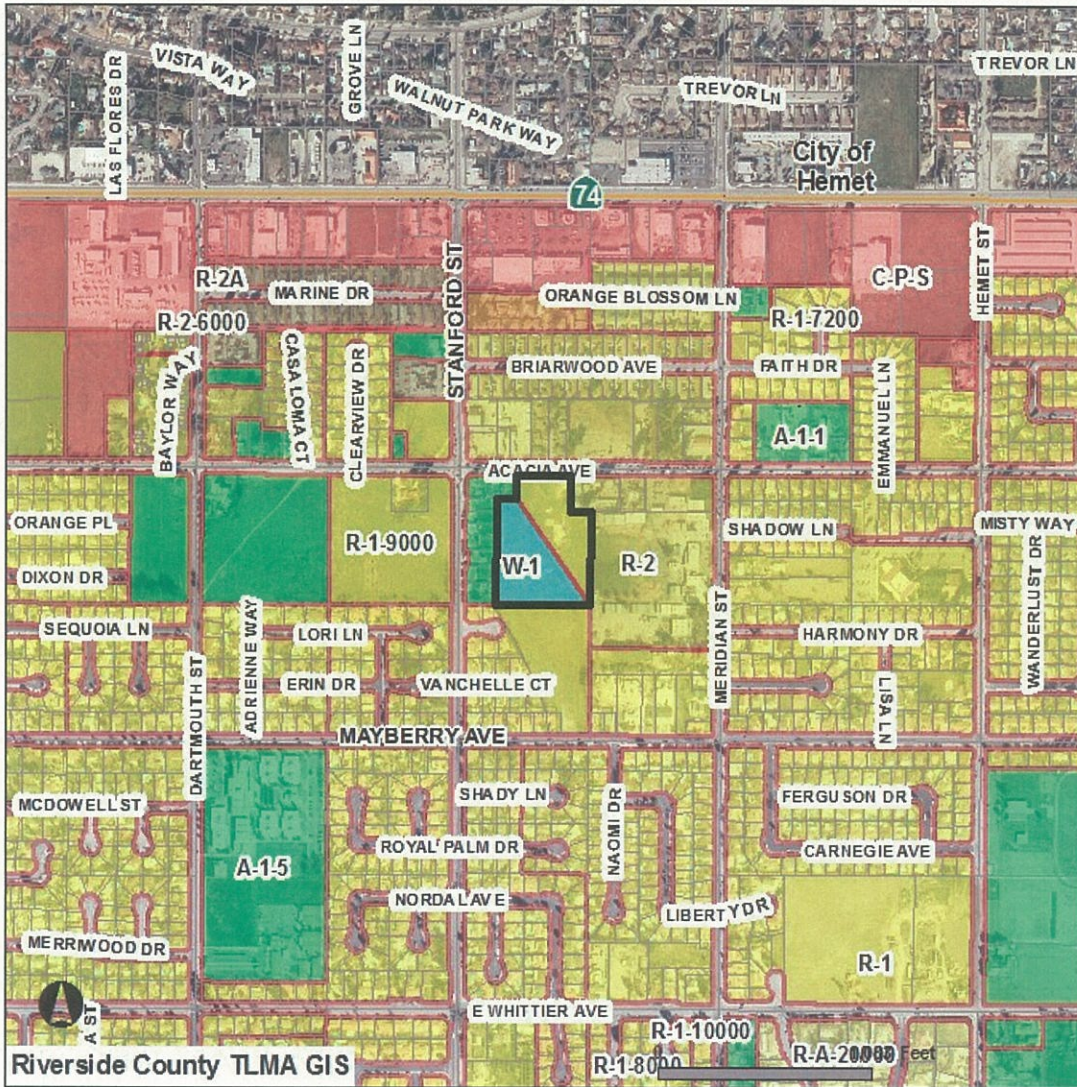 VISTA WAY
GROVE LN
TREVOR LN
LAS FLORES DR
WALNUT PARK WAY
TREVOR LN
City of
Hemet
74
R-2A
MARINE DR
STANFORD ST
ORANGE BLOSSOM LN
C-P-S
HEMET ST
R-2-6000
R-1-7200
BAYLOR WAY
CASA LOMA CT
CLEARVIEW DR
BRIARWOOD AVE
FAITH DR
EMMANUEL LN
A-1-1
ACACIA AVE
ORANGE PL
R-1-9000
SHADOW LN
MISTY WAY
DIXON DR
W-1
R-2
WANDERLUST DR
SEQUOIA LN
ADRIENNE WAY
LORI LN
MERIDIAN ST
HARMONY DR
DARTMOUTH ST
ERIN DR
VANCHELLE CT
LISA LN
MAYBERRY AVE
MCDOWELL ST
SHADY LN
NAOMI DR
FERGUSON DR
ROYAL PALM DR
CARNEGIE AVE
A-1-5
NORDAL AVE
LIBERTY DR
MERRIWOOD DR
R-1
A ST
E WHITTIER AVE
R-1-10000
Riverside County TLMA GIS
R-1-8000
R-A-20000
Feet